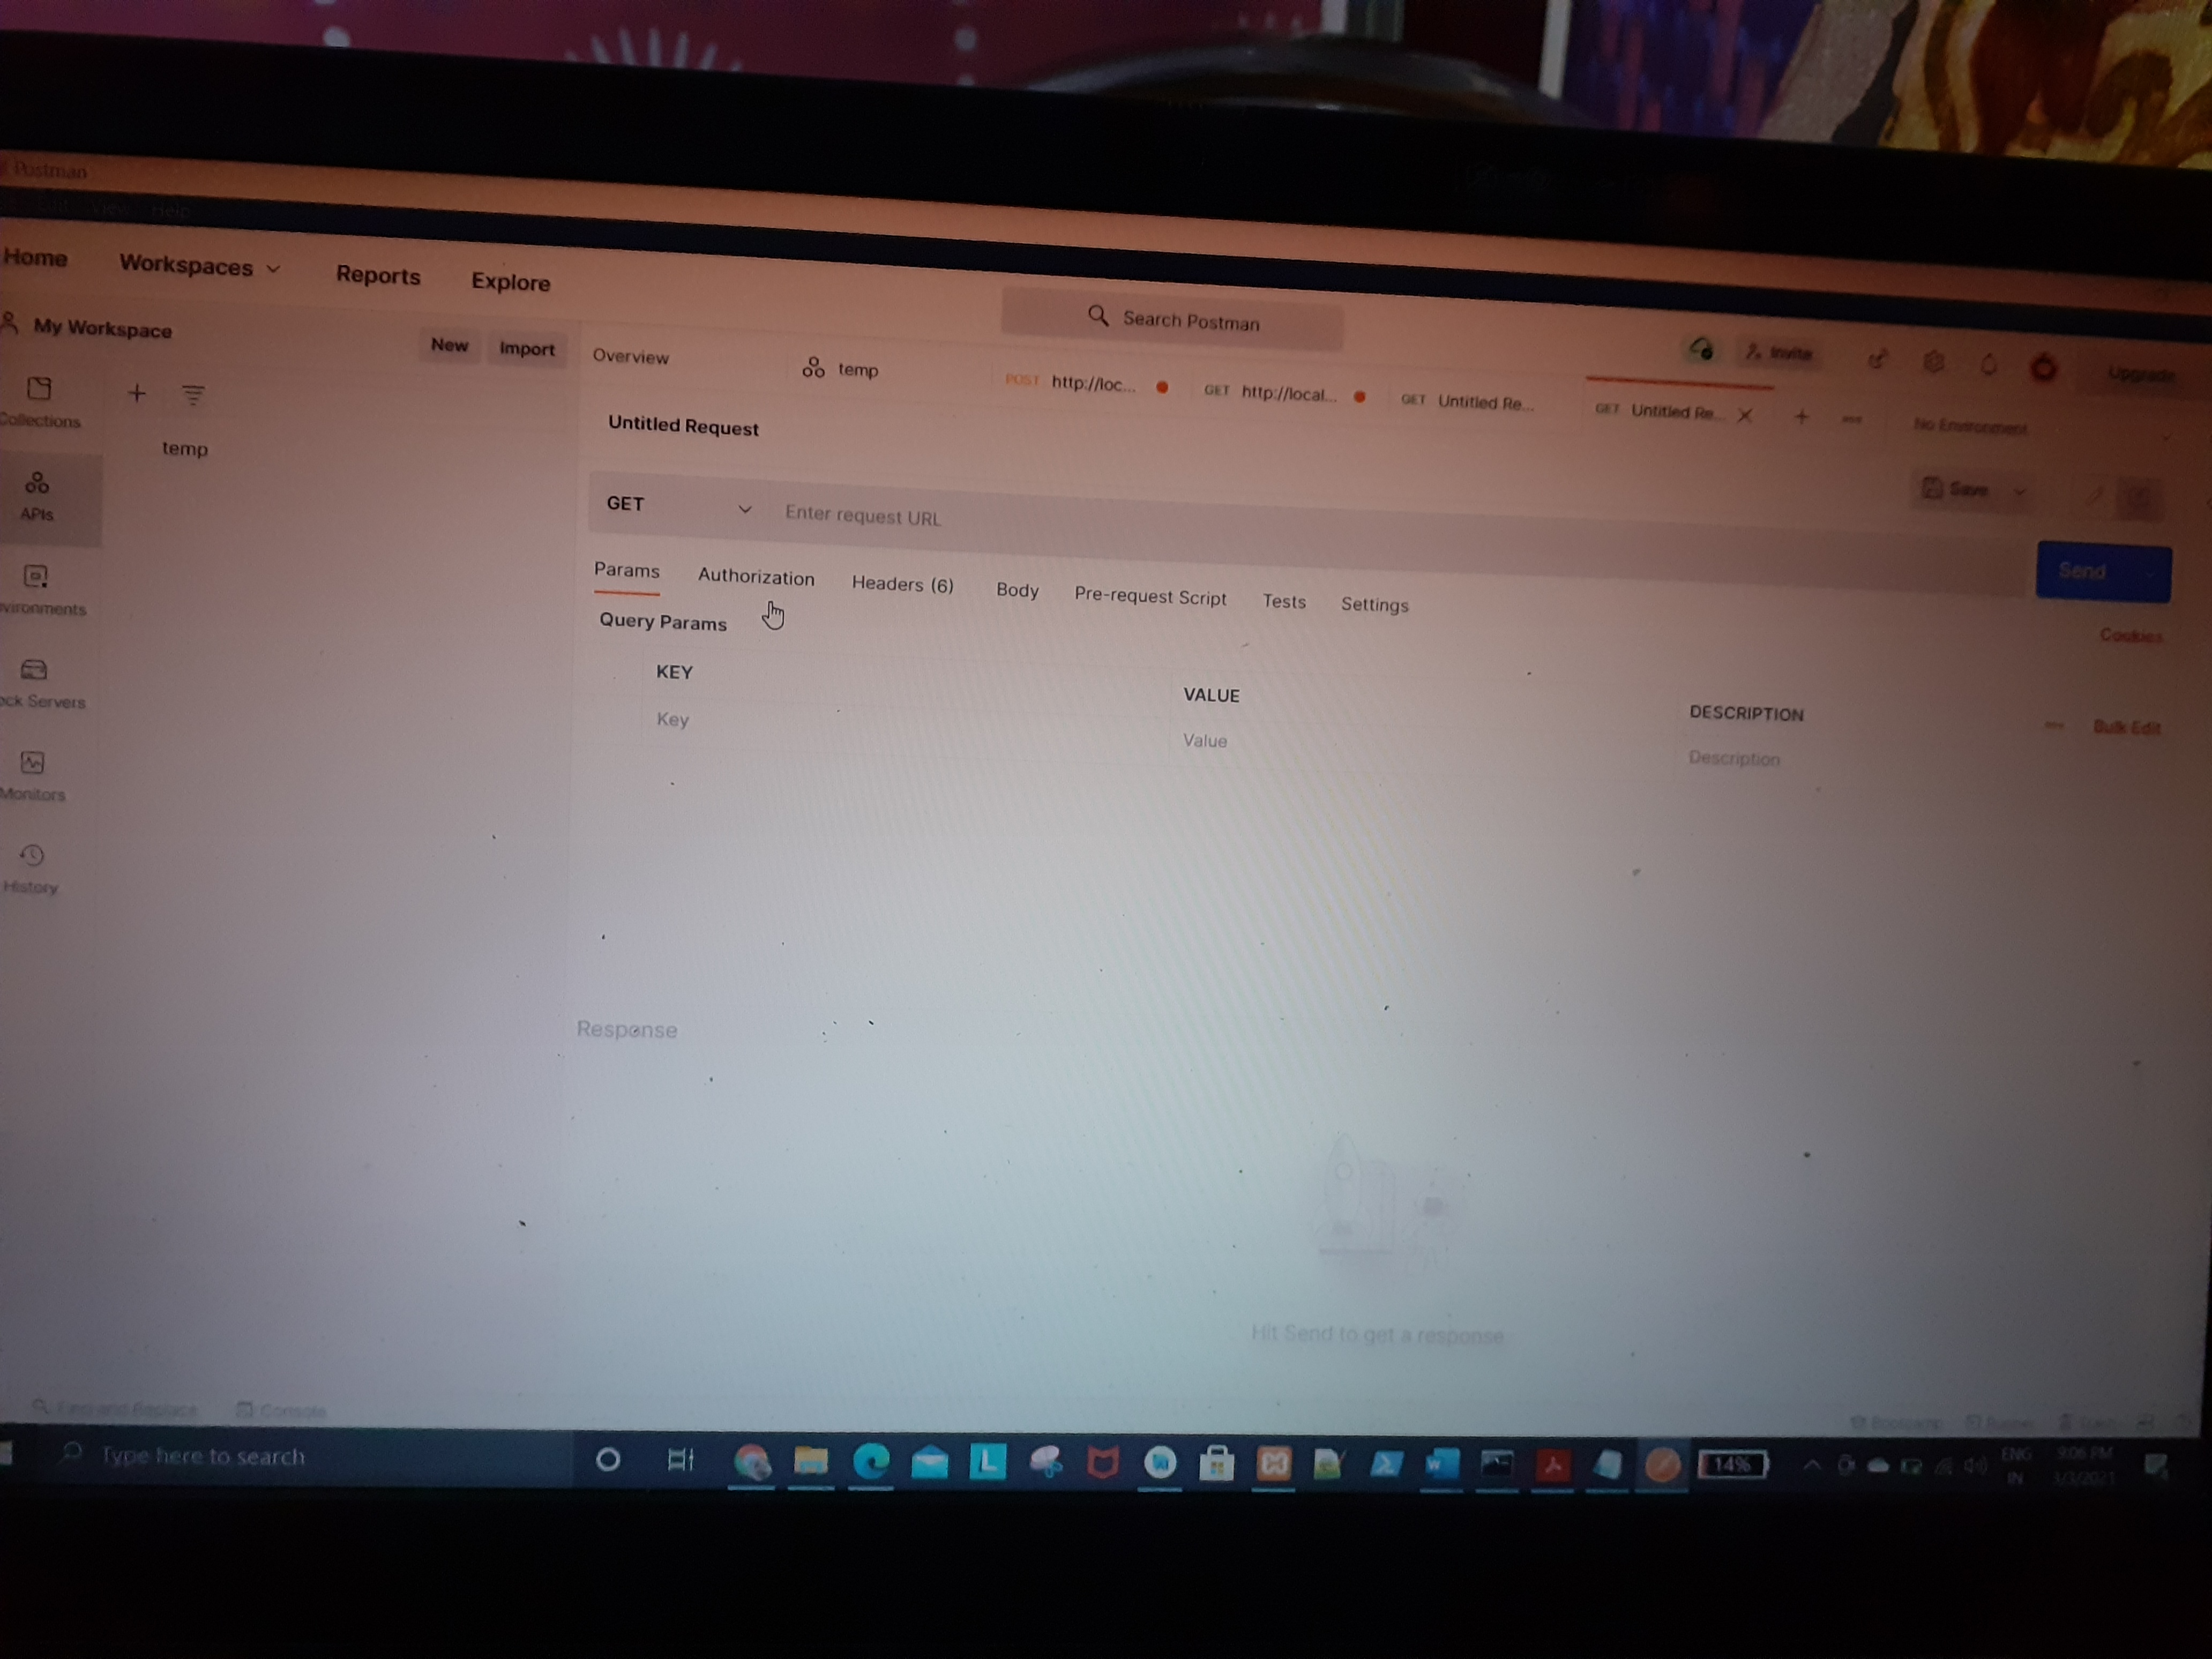 Postman
View Help
Home Workspaces Reports Explore
Search Postman
Invite
Upgrade
My Workspace
New Import
Overview
temp
POST http://loc...
GET http://local...
GET Untitled Re...
GET Untitled Re...
No Environment
Collections
temp
Untitled Request
Save
APIs
GET
Enter request URL
Send
Params Authorization Headers (6) Body Pre-request Script Tests Settings
Cookies
vironments
Query Params
KEY VALUE DESCRIPTION
Bulk Edit
ock Servers
Key Value Description
Monitors
History
Response
Hit Send to get a response
Find and Replace Console
Bootcamp Runner Trash
Type here to search
L
W
14%
ENG
IN
9:06 PM
3/3/2021